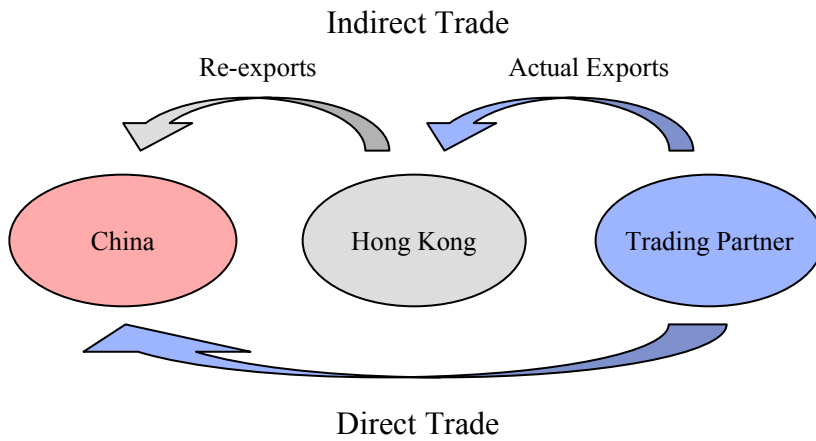 Indirect Trade
Re-exports
Actual Exports
China
Hong Kong
Trading Partner
Direct Trade